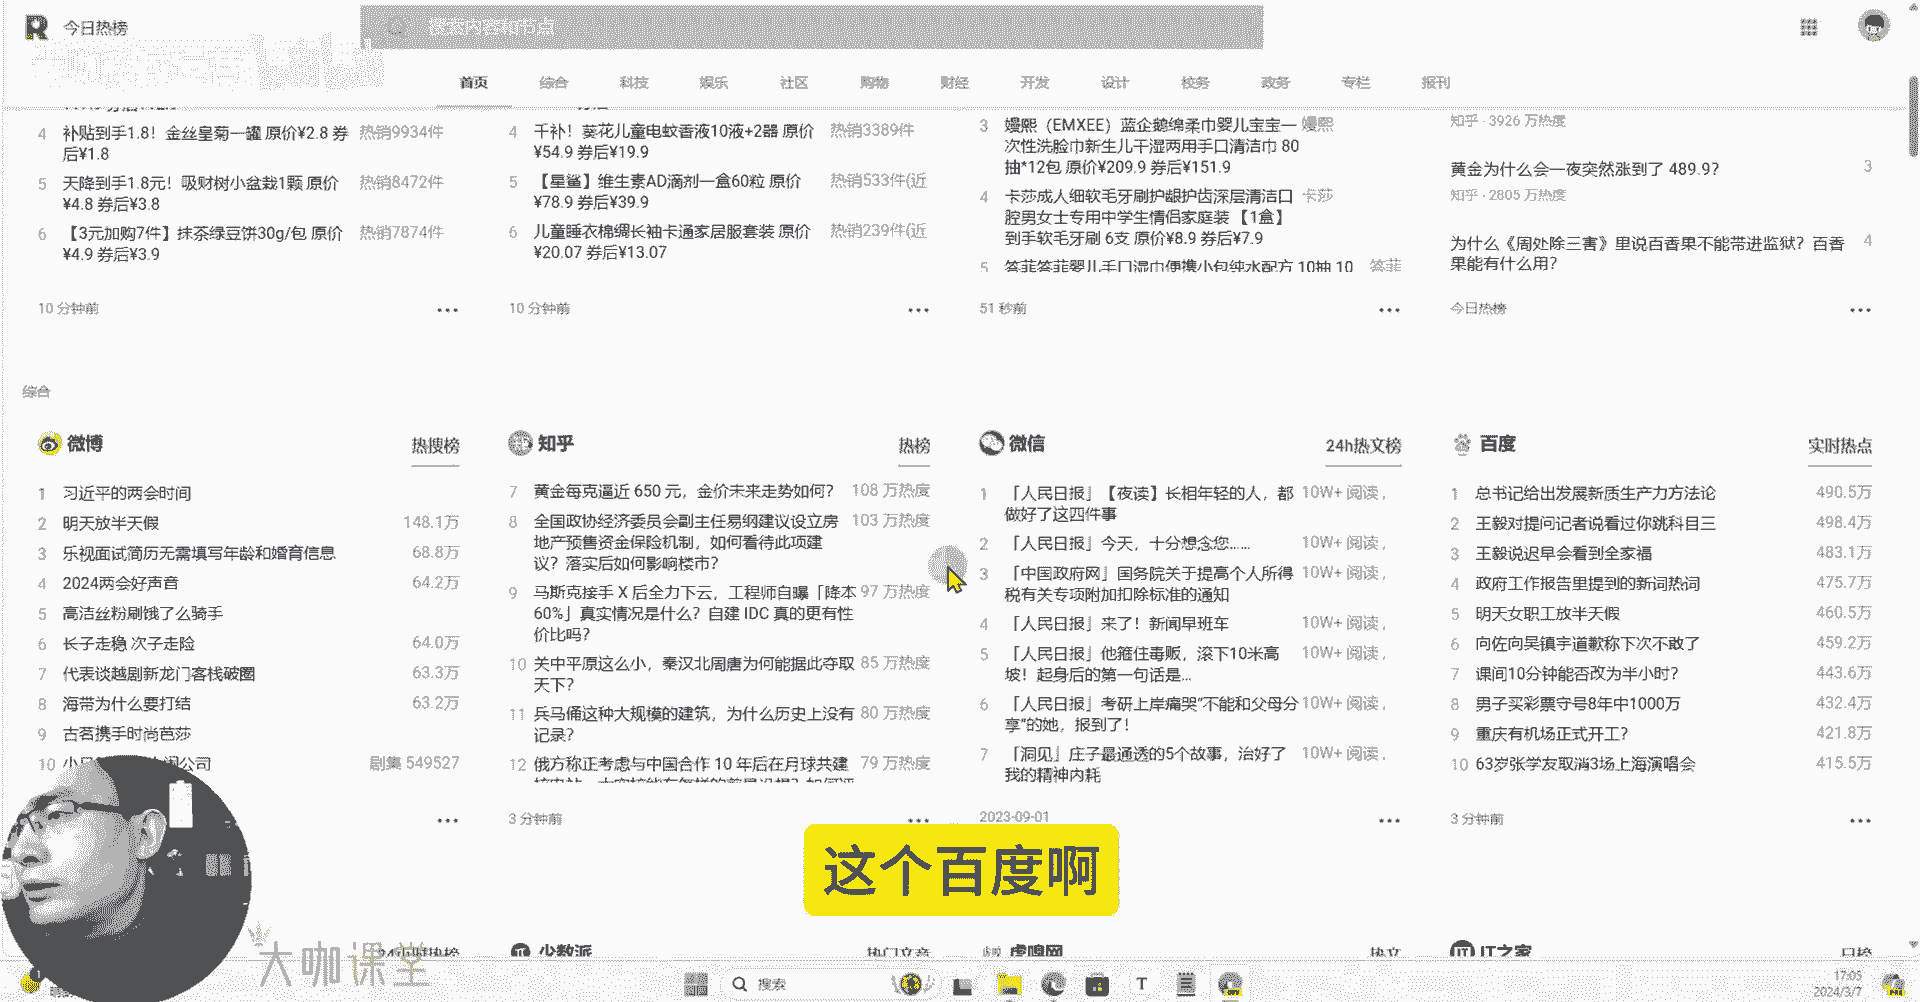 今日热榜
搜索内容和节点
首页 综合 科技 娱乐 社区 购物 财经 开发 设计 校务 政务 专栏 报刊
4 补贴到手1.8！金丝皇菊一罐 原价¥2.8 券 热销9934件
后¥1.8
5 天降到手1.8元！吸财树小盆栽1颗 原价 热销8472件
¥4.8 券后¥3.8
6 【3元加购7件】抹茶绿豆饼30g/包 原价 热销7874件
¥4.9 券后¥3.9
10 分钟前
4 千补！葵花儿童电蚊香液10液+2器 原价 热销3389件
¥54.9 券后¥19.9
5 【星鲨】维生素AD滴剂一盒60粒 原价 热销533件(近
¥78.9 券后¥39.9
6 儿童睡衣棉绸长袖卡通家居服套装 原价 热销239件(近
¥20.07 券后¥13.07
10 分钟前
3 嫚熙（EMXEE）蓝企鹅绵柔巾婴儿宝宝一 嫚熙
次性洗脸巾新生儿干湿两用手口清洁巾 80
抽*12包 原价¥209.9 券后¥151.9
4 卡莎成人细软毛牙刷护龈护齿深层清洁口 卡莎
腔男女士专用中学生情侣家庭装 【1盒】
到手软毛牙刷 6支 原价¥8.9 券后¥7.9
5 答菲答菲婴儿手口湿巾便携小包纯水配方 10抽 10 答菲
51 秒前
知乎 · 3926 万热度
黄金为什么会一夜突然涨到了 489.9？ 3
知乎 · 2805 万热度
为什么《周处除三害》里说百香果不能带进监狱？百香 4
果能有什么用？
今日热榜
综合
微博 热搜榜
1 习近平的两会时间
2 明天放半天假 148.1万
3 乐视面试简历无需填写年龄和婚育信息 68.8万
4 2024两会好声音 64.2万
5 高洁丝粉刷饿了么骑手
6 长子走稳 次子走险 64.0万
7 代表谈越剧新龙门客栈破圈 63.3万
8 海带为什么要打结 63.2万
9 古茗携手时尚芭莎
10 公司 剧集 549527
知乎 热榜
7 黄金每克逼近 650 元，金价未来走势如何？ 108 万热度
8 全国政协经济委员会副主任易纲建议设立房 103 万热度
地产预售资金保险机制，如何看待此项建
议？落实后如何影响楼市？
9 马斯克接手 X 后全力下云，工程师自曝「降本 97 万热度
60%」真实情况是什么？自建 IDC 真的更有性
价比吗？
10 关中平原这么小，秦汉北周唐为何能据此夺取 85 万热度
天下？
11 兵马俑这种大规模的建筑，为什么历史上没有 80 万热度
记录？
12 俄方称正考虑与中国合作 10 年后在月球共建 79 万热度
3 分钟前
微信 24h热文榜
1 「人民日报」【夜读】长相年轻的人，都 10W+ 阅读 ,
做好了这四件事
2 「人民日报」今天，十分想念您…… 10W+ 阅读 ,
3 「中国政府网」国务院关于提高个人所得 10W+ 阅读 ,
税有关专项附加扣除标准的通知
4 「人民日报」来了！新闻早班车 10W+ 阅读 ,
5 「人民日报」他箍住毒贩，滚下10米高 10W+ 阅读 ,
坡！起身后的第一句话是...
6 「人民日报」考研上岸痛哭“不能和父母分 10W+ 阅读 ,
享”的她，报到了！
7 「洞见」庄子最通透的5个故事，治好了 10W+ 阅读 ,
我的精神内耗
2023-09-01
百度 实时热点
1 总书记给出发展新质生产力方法论 490.5万
2 王毅对提问记者说看过你跳科目三 498.4万
3 王毅说迟早会看到全家福 483.1万
4 政府工作报告里提到的新词热词 475.7万
5 明天女职工放半天假 460.5万
6 向佐向吴镇宇道歉称下次不敢了 459.2万
7 课间10分钟能否改为半小时？ 443.6万
8 男子买彩票守号8年中1000万 432.4万
9 重庆有机场正式开工？ 421.8万
10 63岁张学友取消3场上海演唱会 415.5万
3 分钟前
这个百度啊
24小时热榜
少数派 热门文章
虎嗅网 热文
IT之家 日榜
大咖课堂
搜索
17:05
2024/3/7